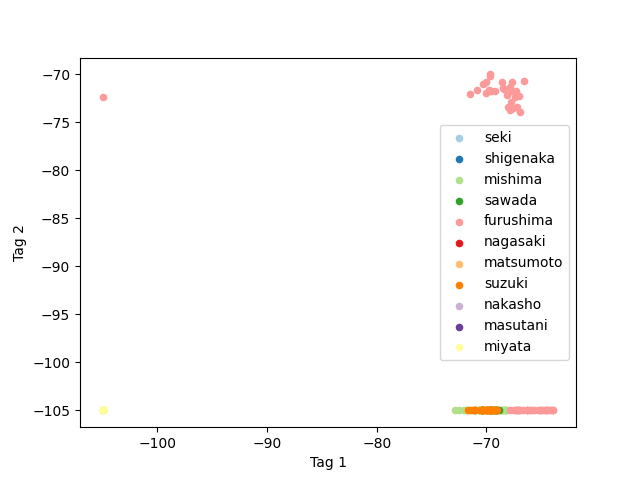 −70
−75
−80
−85
−90
−95
−100
−105
Tag 2
seki
shigenaka
mishima
sawada
furushima
nagasaki
matsumoto
suzuki
nakasho
masutani
miyata
−100
−90
−80
−70
Tag 1